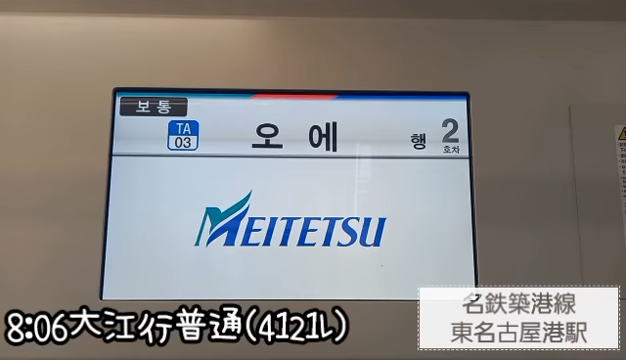 보통
TA
03
오에
행
2
호차
MEITETSU
8:06大江行普通(4121レ)
名鉄築港線
東名古屋港駅